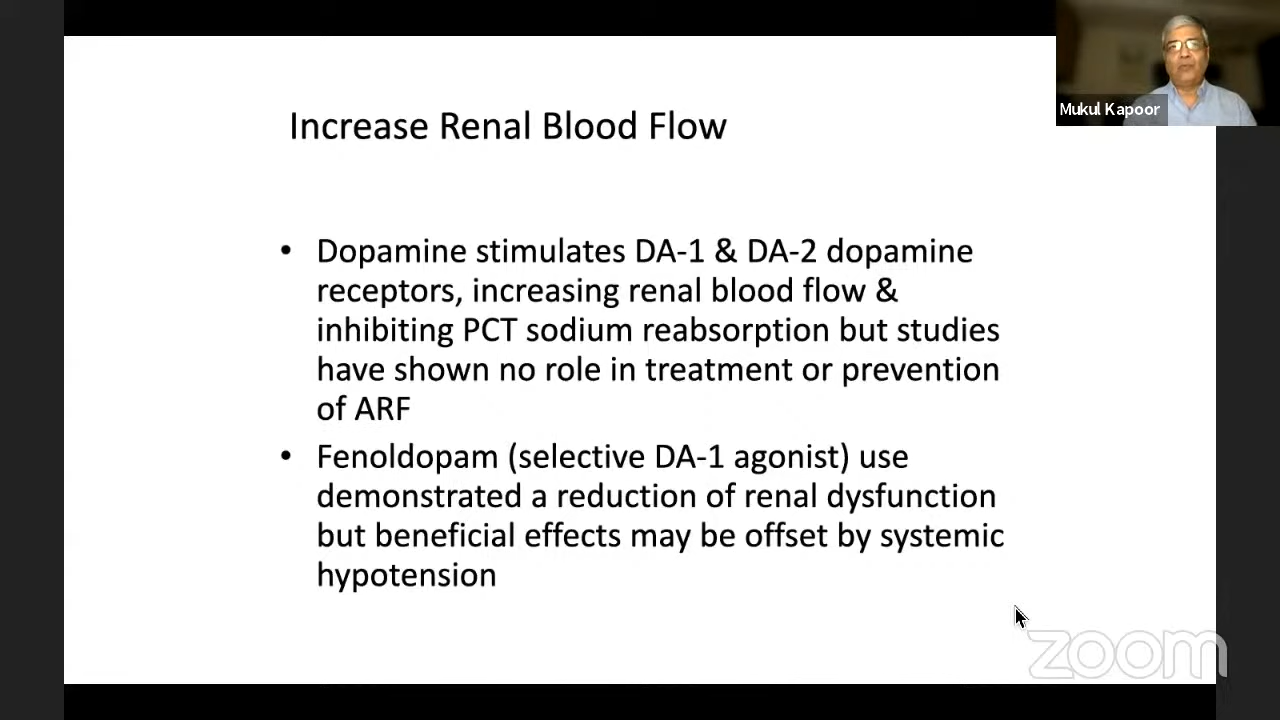 Increase Renal Blood Flow
Mukul Kapoor
• Dopamine stimulates DA-1 & DA-2 dopamine
receptors, increasing renal blood flow &
inhibiting PCT sodium reabsorption but studies
have shown no role in treatment or prevention
of ARF
• Fenoldopam (selective DA-1 agonist) use
demonstrated a reduction of renal dysfunction
but beneficial effects may be offset by systemic
hypotension
zoom